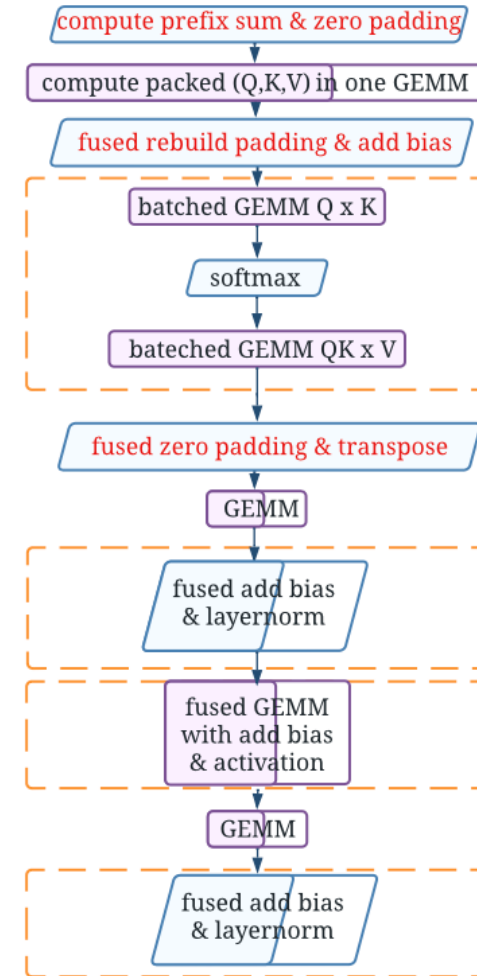 compute prefix sum & zero padding
compute packed (Q,K,V) in one GEMM
fused rebuild padding & add bias
batched GEMM Q x K
softmax
bateched GEMM QK x V
fused zero padding & transpose
GEMM
fused add bias
& layernorm
fused GEMM
with add bias
& activation
GEMM
fused add bias
& layernorm